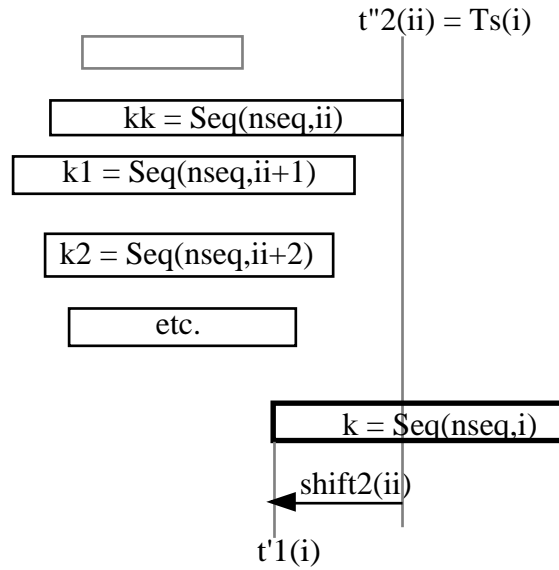 t"2(ii) = Ts(i)
kk = Seq(nseq,ii)
k1 = Seq(nseq,ii+1)
k2 = Seq(nseq,ii+2)
etc.
k = Seq(nseq,i)
shift2(ii)
t'1(i)